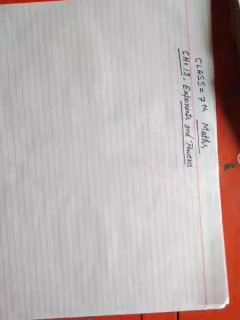 CLASS = 7th Maths
CH: 13, Exponents and Powers